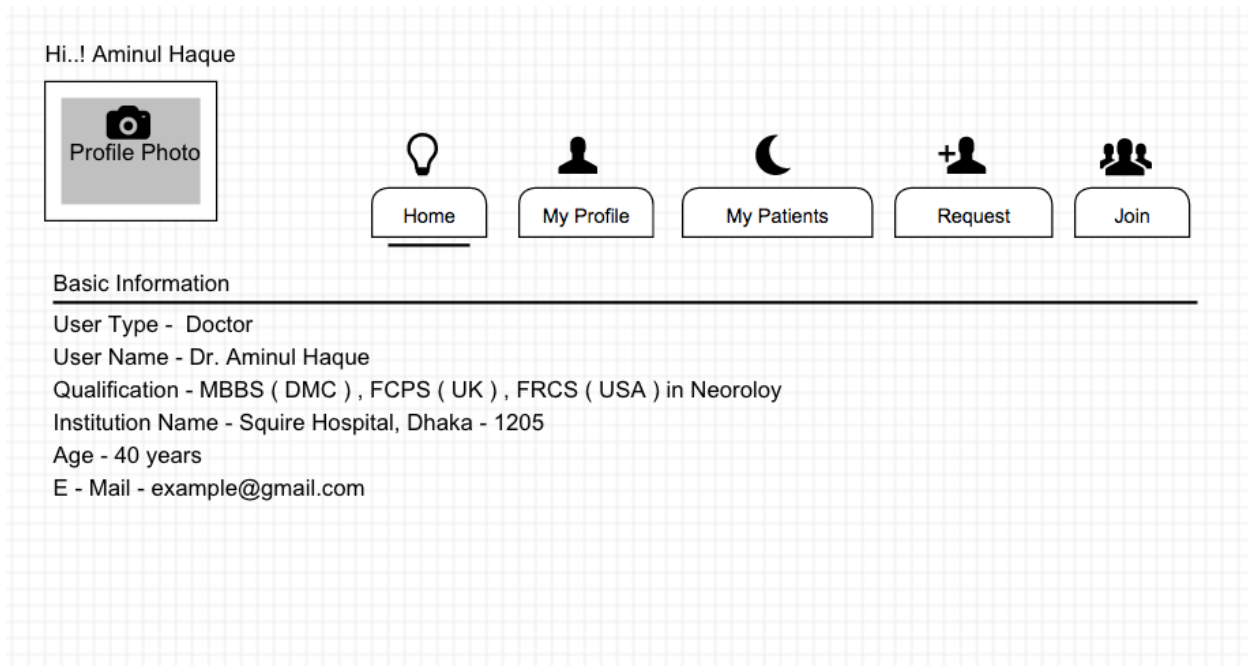 Hi..! Aminul Haque
Profile Photo
Home
My Profile
My Patients
Request
Join
Basic Information
User Type -  Doctor
User Name - Dr. Aminul Haque
Qualification - MBBS ( DMC ) , FCPS ( UK ) , FRCS ( USA ) in Neoroloy
Institution Name - Squire Hospital, Dhaka - 1205
Age - 40 years
E - Mail - example@gmail.com